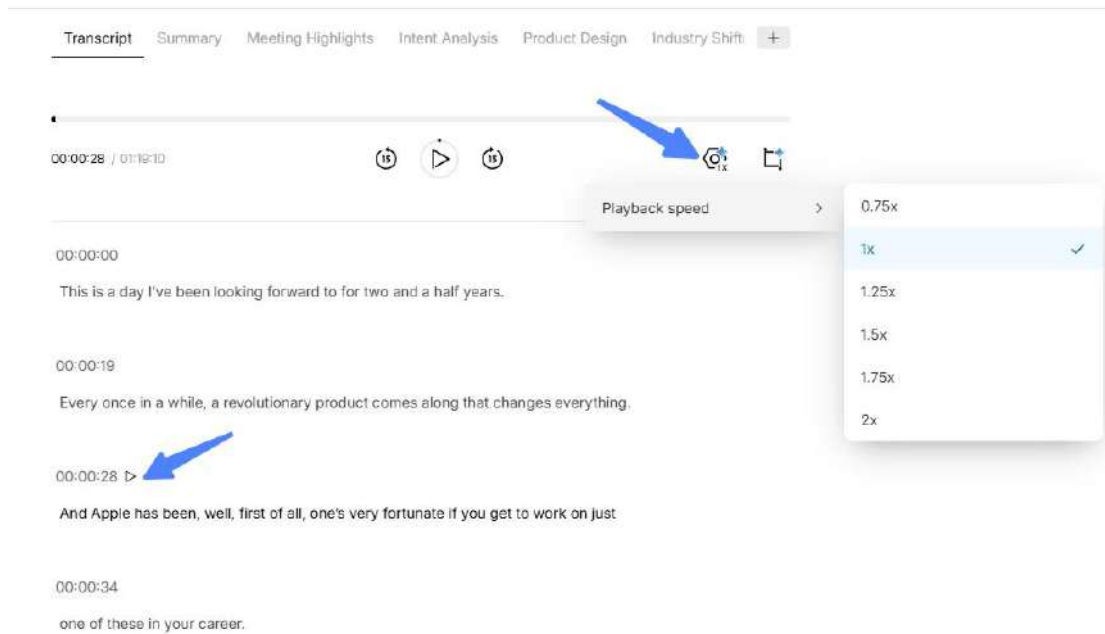 Transcript Summary Meeting Highlights Intent Analysis Product Design Industry Shift +
00:00:28 / 01:19:10 15 15 1X
Playback speed
0.75x
1x
1.25x
1.5x
1.75x
2x
00:00:00
This is a day I've been looking forward to for two and a half years.
00:00:19
Every once in a while, a revolutionary product comes along that changes everything.
00:00:28
And Apple has been, well, first of all, one's very fortunate if you get to work on just
00:00:34
one of these in your career.